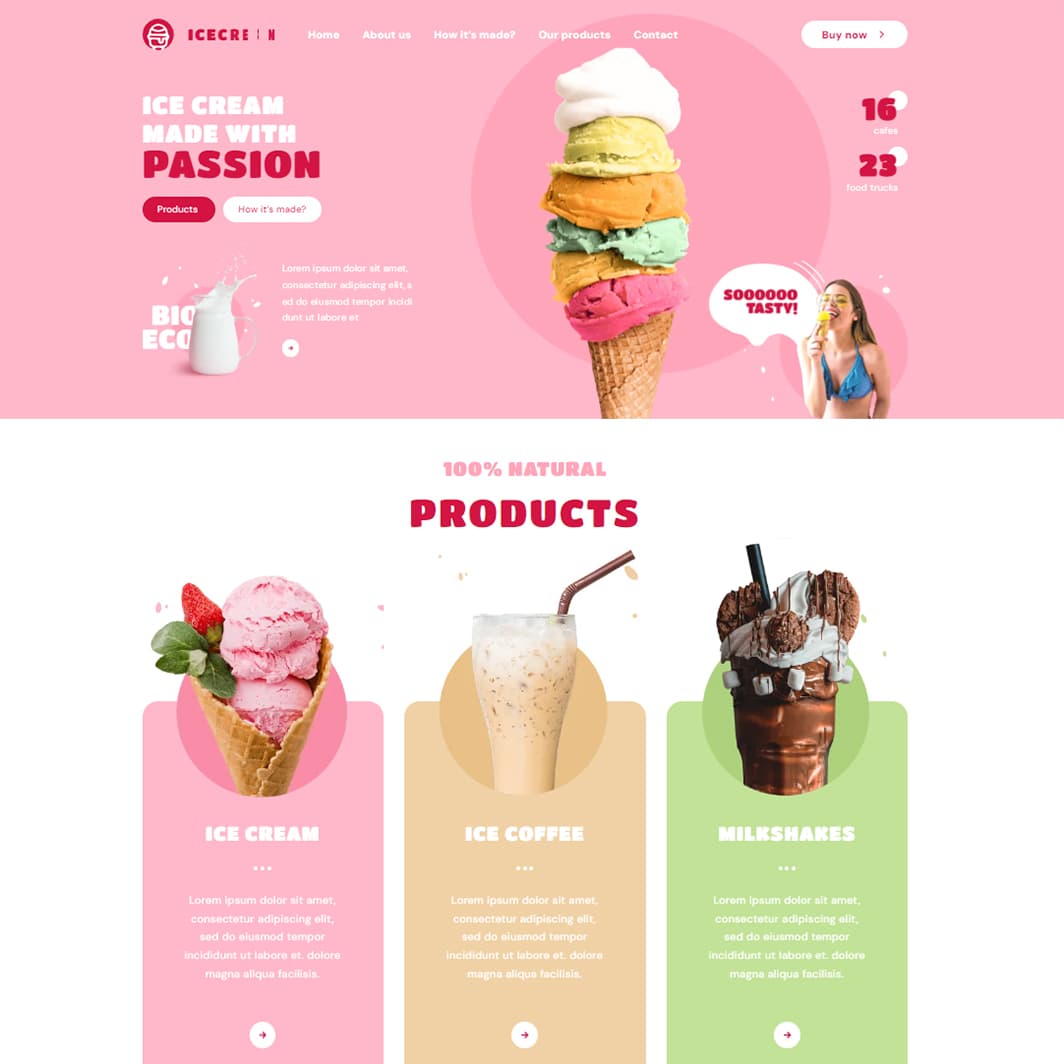 Home
About us
How it's made?
Our products
Contact
Buy now
ICE CREAM
MADE WITH
PASSION
Products
How it's made?
16
cafes
23
food trucks
Lorem ipsum dolor sit amet,
consectetur adipiscing elit, s
ed do eiusmod tempor incidi
dunt ut labore et
BIO
ECO
SOOOOOO
TASTY!
100% NATURAL
PRODUCTS
ICE CREAM
Lorem ipsum dolor sit amet,
consectetur adipiscing elit,
sed do eiusmod tempor
incididunt ut labore et. dolore
magna aliqua facilisis.
ICE COFFEE
Lorem ipsum dolor sit amet,
consectetur adipiscing elit,
sed do eiusmod tempor
incididunt ut labore et. dolore
magna aliqua facilisis.
MILKSHAKES
Lorem ipsum dolor sit amet,
consectetur adipiscing elit,
sed do eiusmod tempor
incididunt ut labore et. dolore
magna aliqua facilisis.